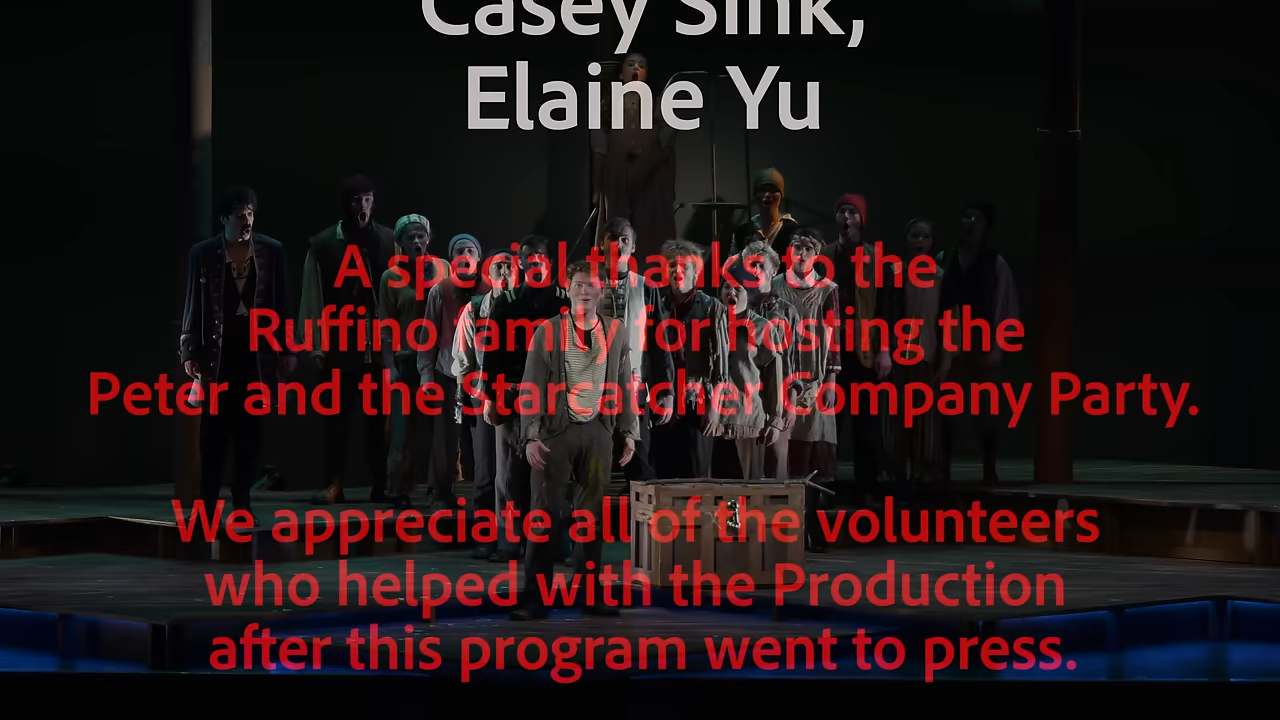 Casey Sink,
Elaine Yu
A special thanks to the
Ruffino family for hosting the
Peter and the Starcatcher Company Party.
We appreciate all of the volunteers
who helped with the Production
after this program went to press.